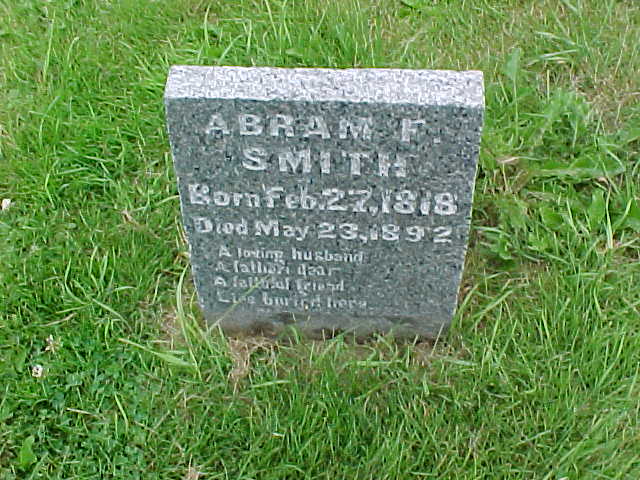 ABRAM F.
SMITH
Born Feb. 27, 1818
Died May 23, 1892
A loving husband
A father dear
A faithful friend
Lies buried here